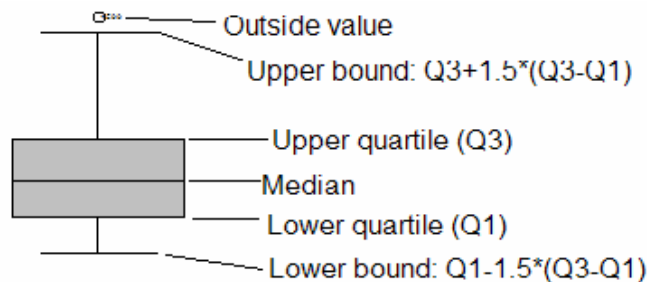 Outside value
Upper bound: Q3+1.5*(Q3-Q1)
Upper quartile (Q3)
Median
Lower quartile (Q1)
Lower bound: Q1-1.5*(Q3-Q1)